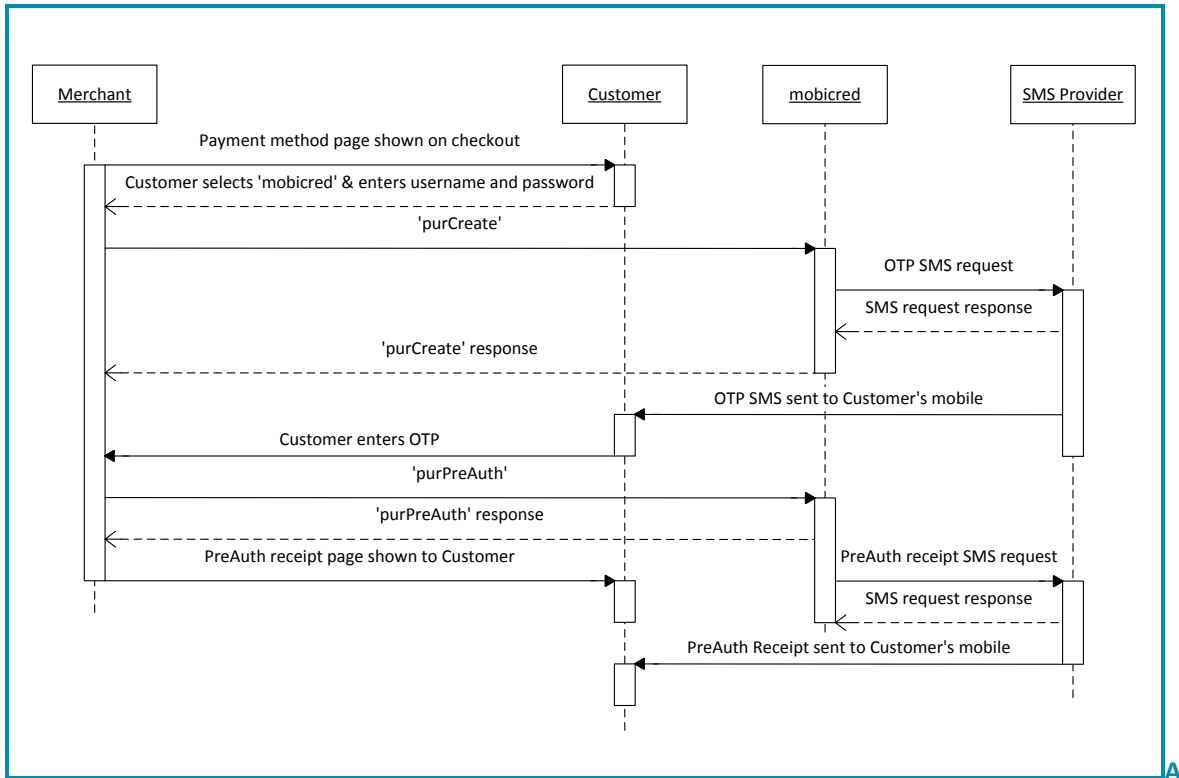 Merchant
Customer
mobicred
SMS Provider
Payment method page shown on checkout
Customer selects 'mobicred' & enters username and password
'purCreate'
OTP SMS request
SMS request response
'purCreate' response
OTP SMS sent to Customer's mobile
Customer enters OTP
'purPreAuth'
'purPreAuth' response
PreAuth receipt page shown to Customer
PreAuth receipt SMS request
SMS request response
PreAuth Receipt sent to Customer's mobile
A